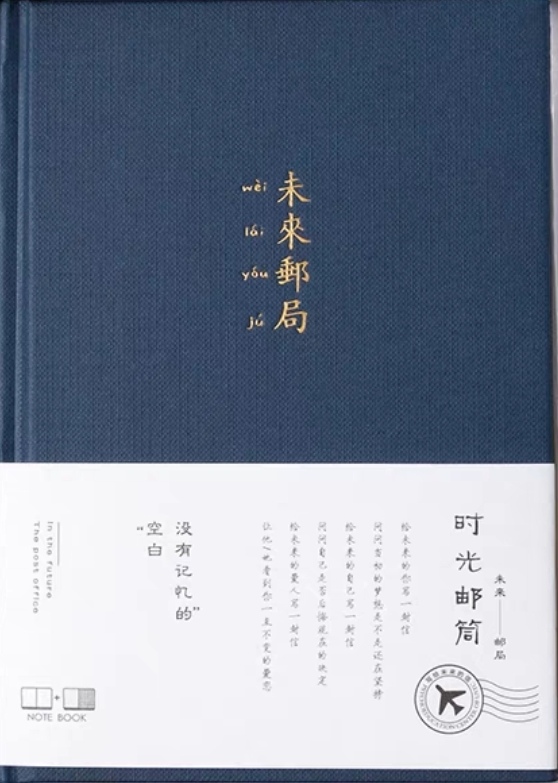 未來郵局
wèi
lái
yóu
jú
时光邮筒
未来——邮局
给未来的你写一封信
问问当初的梦想是不是还在坚持
给未来的自己写一封信
问问自己是否后悔现在的决定
给未来的爱人写一封信
让他/她看到你一直不变的爱恋
没有记忆的”
“空白
In the future
The post office
NOTE BOOK